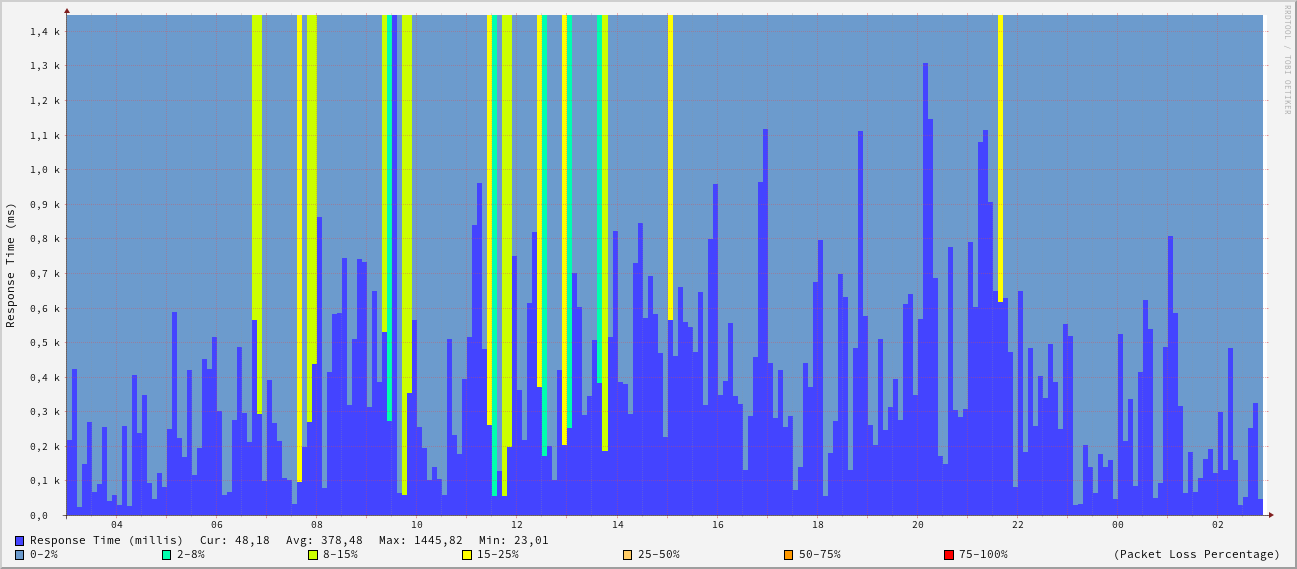 RRDTOOL / TOBI OETIKER
Response Time (ms)
1,4 k
1,3 k
1,2 k
1,1 k
1,0 k
0,9 k
0,8 k
0,7 k
0,6 k
0,5 k
0,4 k
0,3 k
0,2 k
0,1 k
0,0
04 06 08 10 12 14 16 18 20 22 00 02
Response Time (millis) Cur: 48,18 Avg: 378,48 Max: 1445,82 Min: 23,01
0-2% 2-8% 8-15% 15-25% 25-50% 50-75% 75-100% (Packet Loss Percentage)